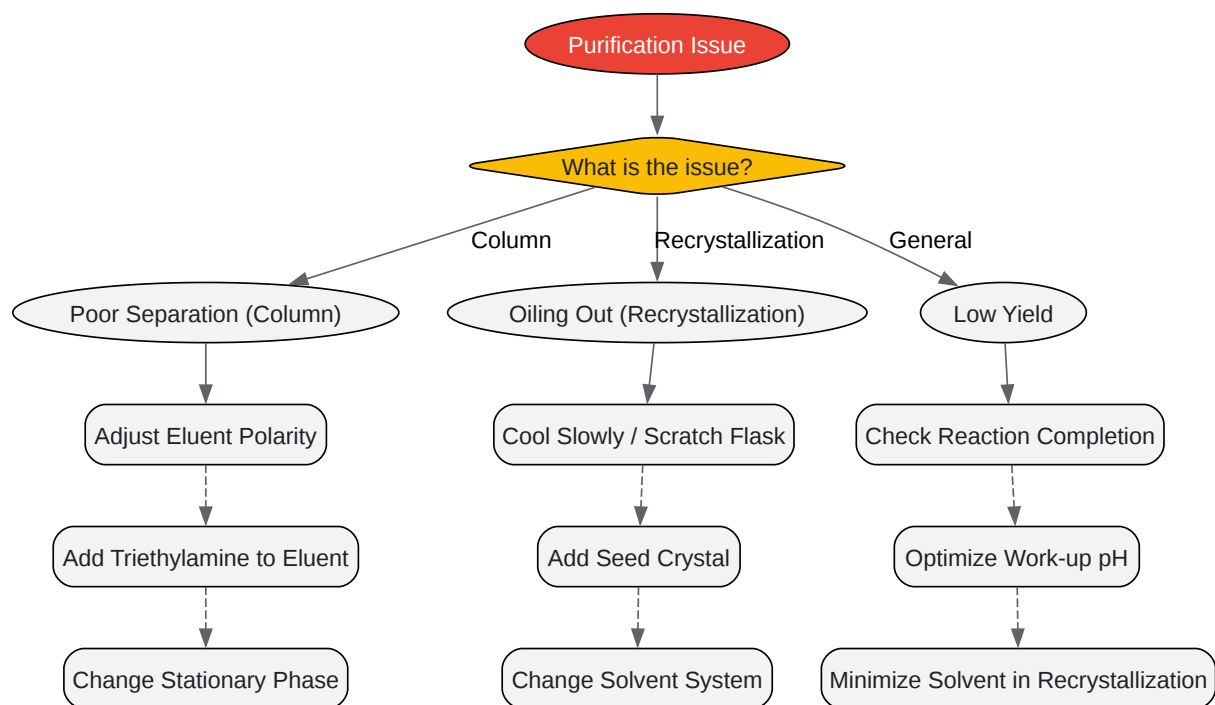 Purification Issue
What is the issue?
Column
Recrystallization
General
Poor Separation (Column)
Oiling Out (Recrystallization)
Low Yield
Adjust Eluent Polarity
Cool Slowly / Scratch Flask
Check Reaction Completion
Add Triethylamine to Eluent
Add Seed Crystal
Optimize Work-up pH
Change Stationary Phase
Change Solvent System
Minimize Solvent in Recrystallization